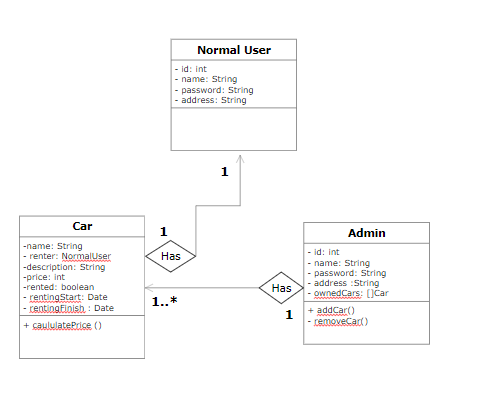 Normal User
- id: int
- name: String
- password: String
- address: String
1
Car
-name: String
- renter: NormalUser
-description: String
-price: int
-rented: boolean
- rentingStart: Date
- rentingFinish : Date
+ caululatePrice ()
1
Has
1..*
Has
1
Admin
- id: int
- name: String
- password: String
- address :String
- ownedCars: []Car
+ addCar()
- removeCar()